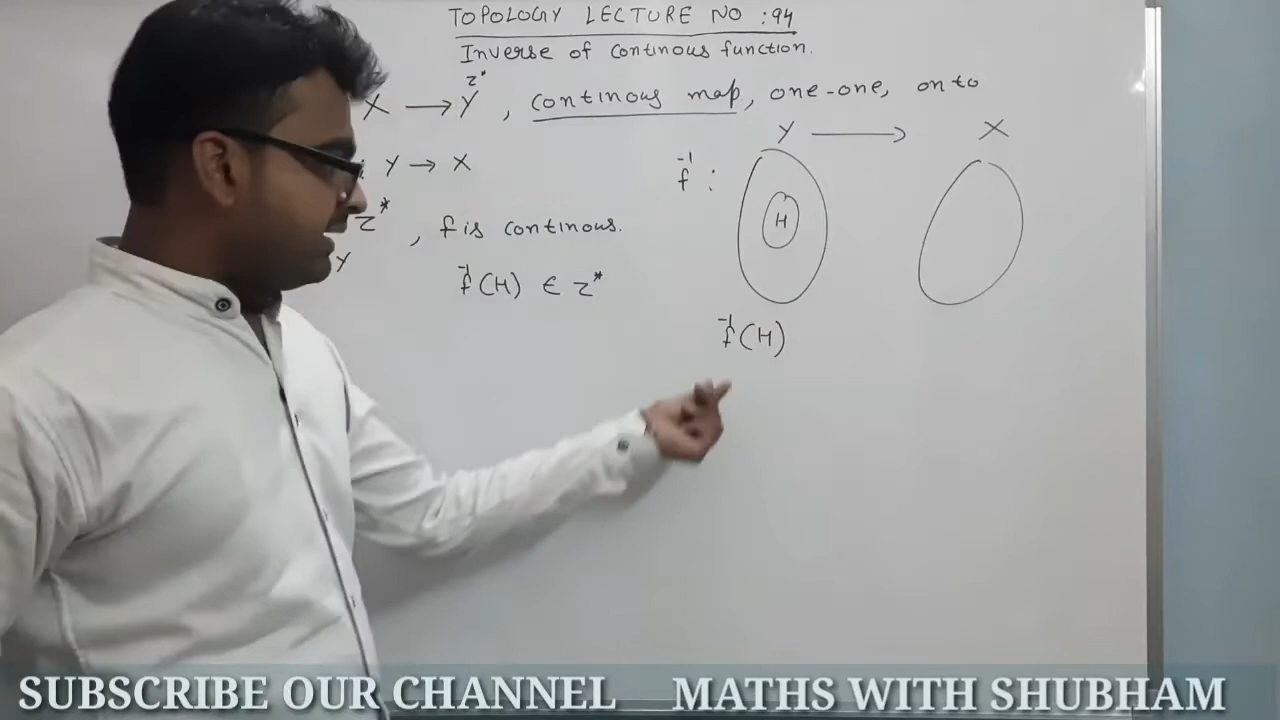 TOPOLOGY LECTURE NO : 94
Inverse of continous function.
X → Y τ* , continous map, one-one, onto
: Y → X
τ* , f is continous.
Y
f⁻¹(H) ∈ τ*
Y → X
f⁻¹ :
H
f⁻¹(H)
SUBSCRIBE OUR CHANNEL MATHS WITH SHUBHAM